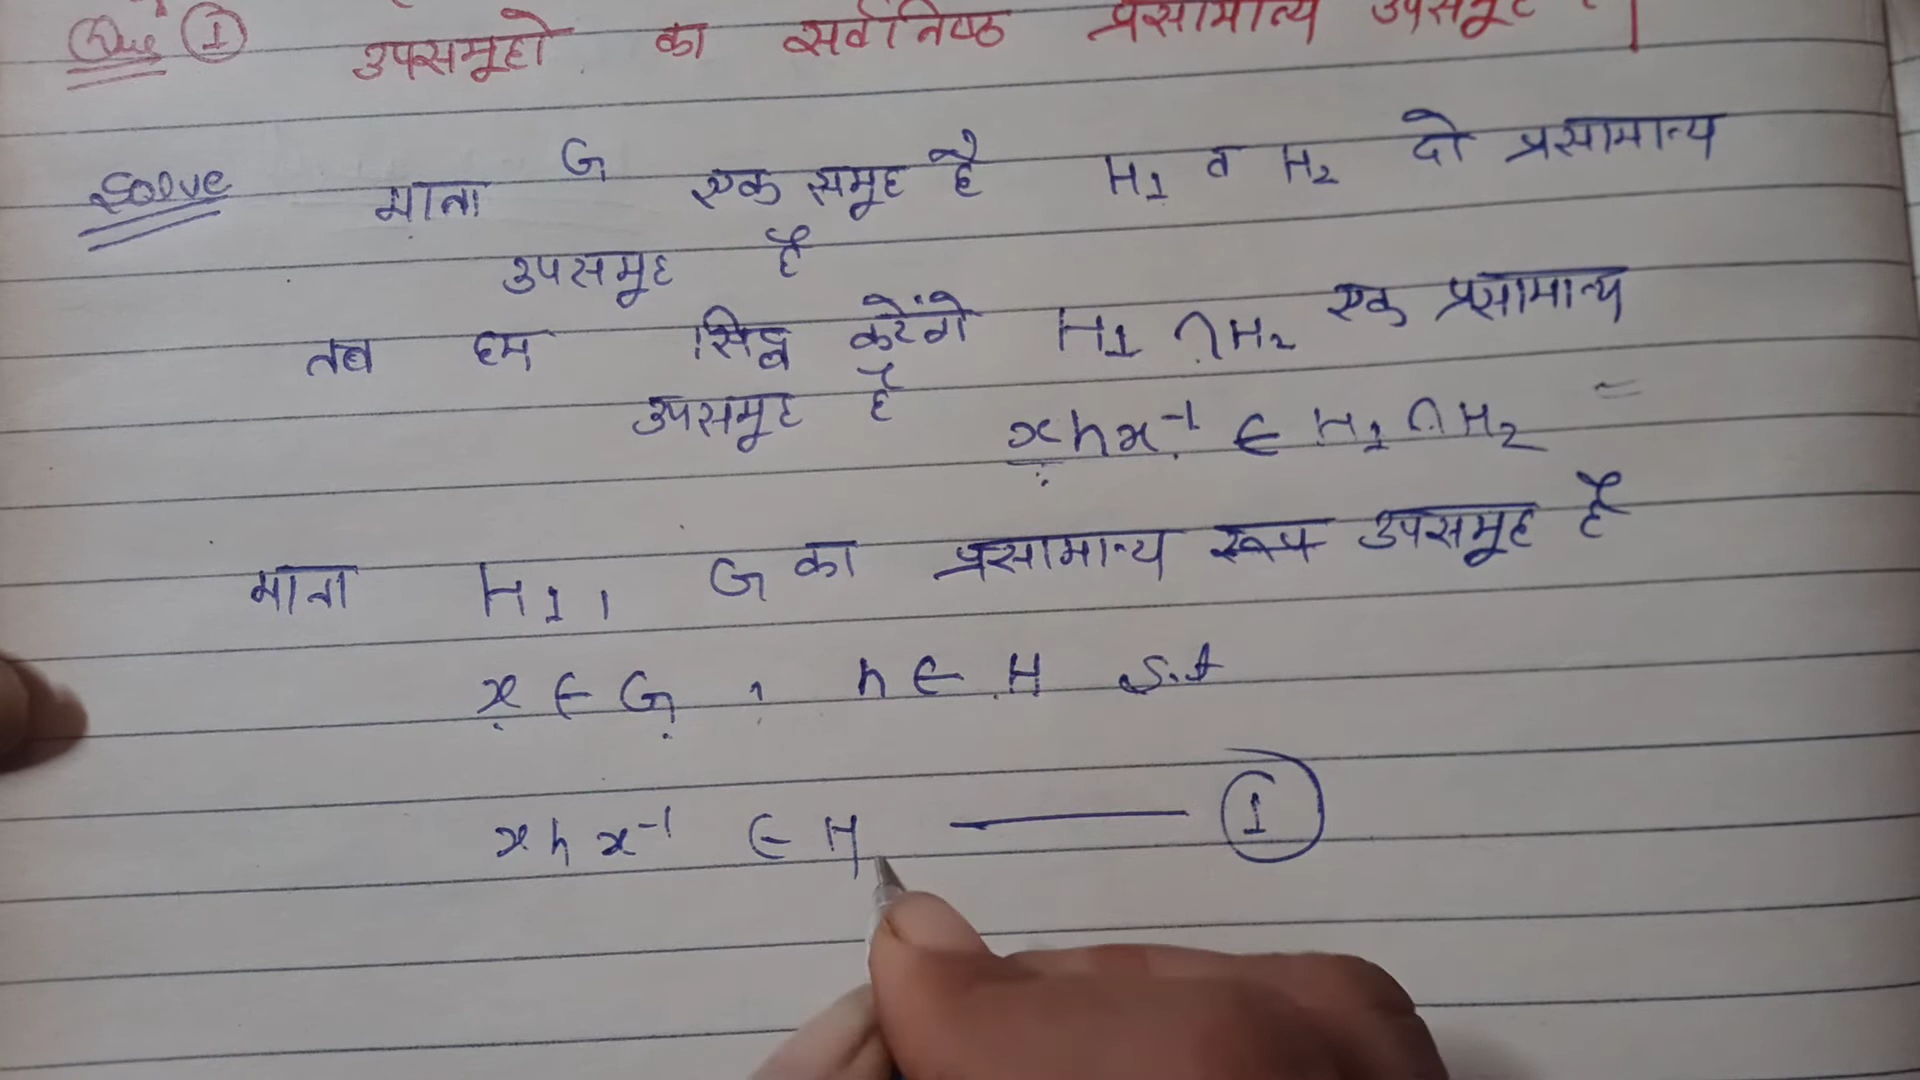 Que ① उपसमूहो का सर्वनिष्ठ प्रसामान्य उपसमूह
Solve माना G एक समूह है H1 व H2 दो प्रसामान्य
उपसमूह है
तब हम सिद्ध करेंगे H1 ∩ H2 एक प्रसामान्य
उपसमूह है
xhx⁻¹ ∈ H1 ∩ H2
माना H1, G का प्रसामान्य रूप उपसमूह है
x ∈ G, h ∈ H s.t
x h x⁻¹ ∈ H —— ①